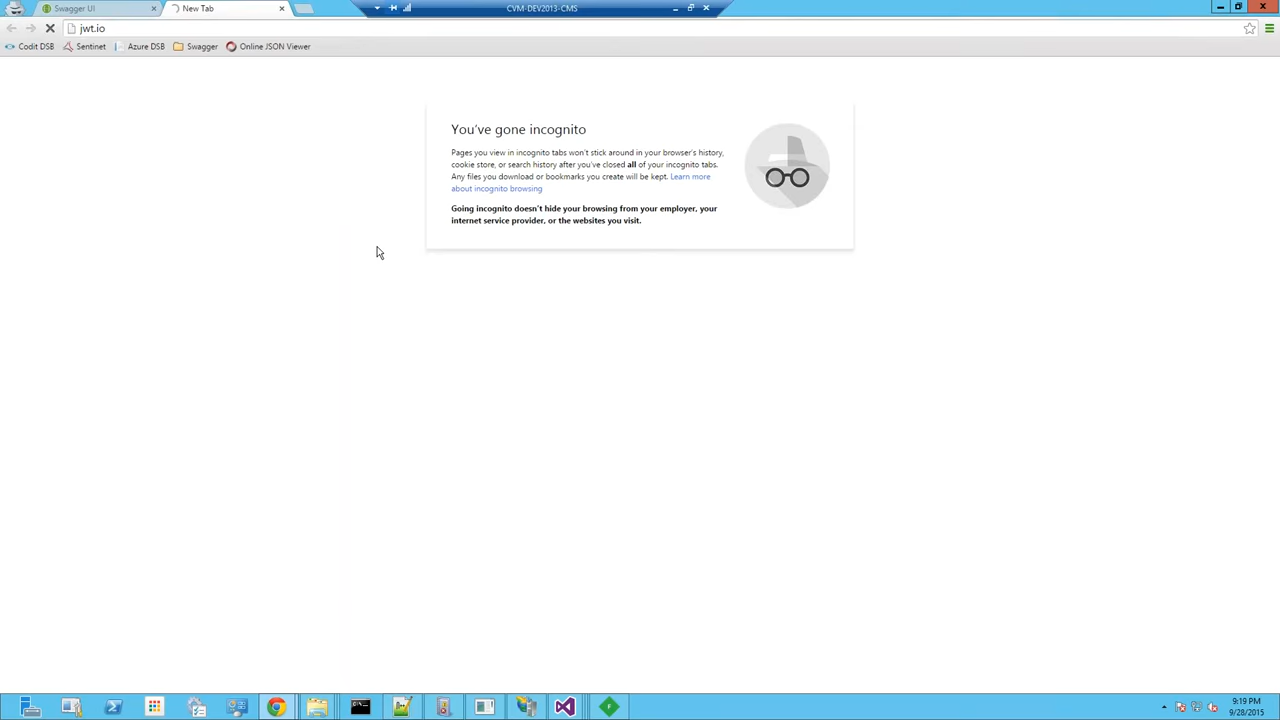 Swagger UI
New Tab
CVM-DEV2013-CMS
jwt.io
Codit DSB
Sentinet
Azure DSB
Swagger
Online JSON Viewer
You've gone incognito
Pages you view in incognito tabs won't stick around in your browser's history,
cookie store, or search history after you've closed all of your incognito tabs.
Any files you download or bookmarks you create will be kept. Learn more
about incognito browsing
Going incognito doesn't hide your browsing from your employer, your
internet service provider, or the websites you visit.
9:19 PM
9/28/2015